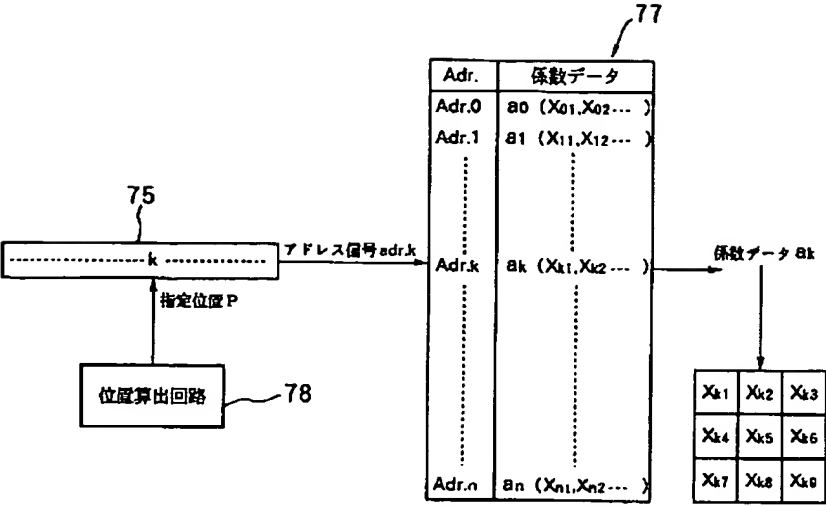 77
Adr. 係数データ
Adr.0 a0 (X01,X02--- )
Adr.1 a1 (X11,X12--- )
75
k
アドレス信号adr.k
Adr.k ak (Xk1,Xk2--- )
係数データ ak
指定位置P
位置算出回路
78
Xk1 Xk2 Xk3
Xk4 Xk5 Xk6
Xk7 Xk8 Xk9
Adr.n an (Xn1,Xn2--- )